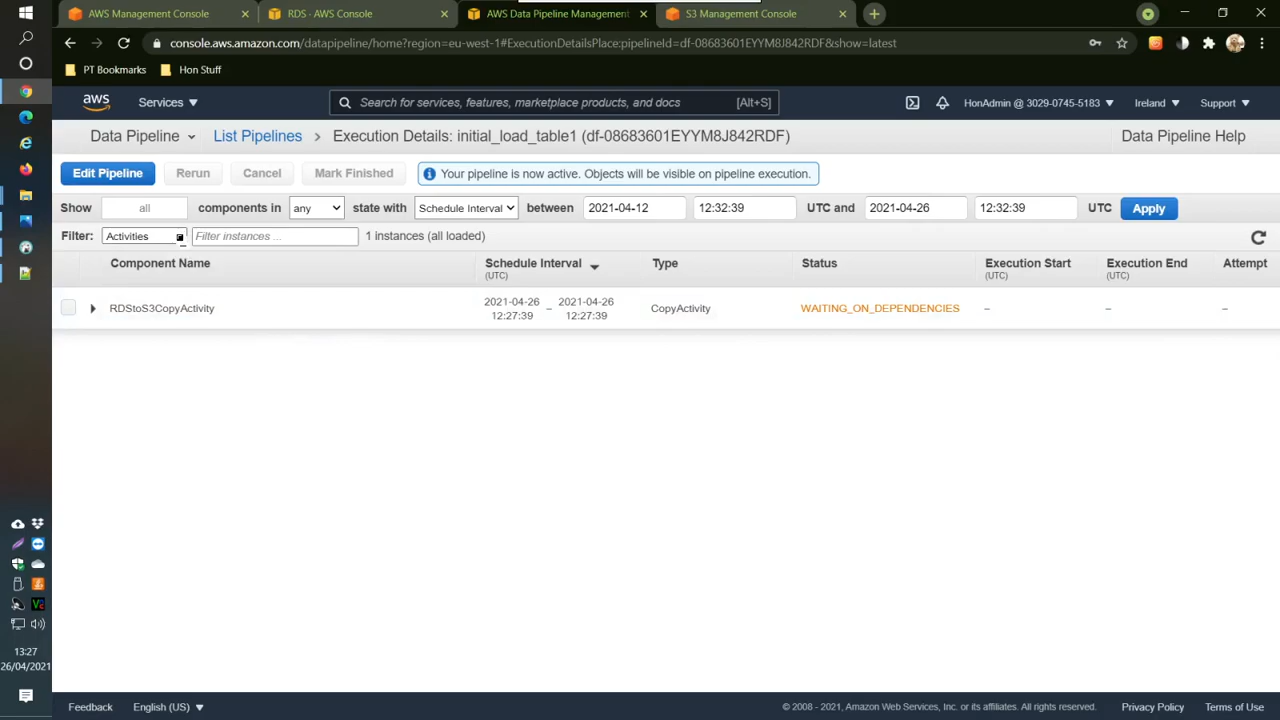 AWS Management Console
RDS - AWS Console
AWS Data Pipeline Management
S3 Management Console
console.aws.amazon.com/datapipeline/home?region=eu-west-1#ExecutionDetailsPlace:pipelineId=df-08683601EYYM8J842RDF&show=latest
PT Bookmarks
Hon Stuff
aws
Services
Search for services, features, marketplace products, and docs
[Alt+S]
HonAdmin @ 3029-0745-5183
Ireland
Support
Data Pipeline
List Pipelines
Execution Details: initial_load_table1 (df-08683601EYYM8J842RDF)
Data Pipeline Help
Edit Pipeline
Rerun
Cancel
Mark Finished
Your pipeline is now active. Objects will be visible on pipeline execution.
Show all components in any state with Schedule Interval between 2021-04-12 12:32:39 UTC and 2021-04-26 12:32:39 UTC Apply
Filter: Activities Filter instances ... 1 instances (all loaded)
Component Name
Schedule Interval
(UTC)
Type
Status
Execution Start
(UTC)
Execution End
(UTC)
Attempt
RDStoS3CopyActivity
2021-04-26 – 2021-04-26
12:27:39 12:27:39
CopyActivity
WAITING_ON_DEPENDENCIES
–
–
–
13:27
26/04/2021
Feedback
English (US)
© 2008 - 2021, Amazon Web Services, Inc. or its affiliates. All rights reserved.
Privacy Policy
Terms of Use